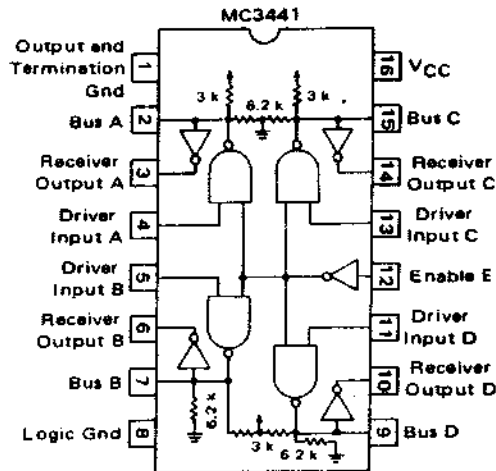 MC3441
Output and
Termination
Gnd
1
16
VCC
3 k
6.2 k
3 k
Bus A
2
15
Bus C
Receiver
Output A
3
14
Receiver
Output C
Driver
Input A
4
13
Driver
Input C
Driver
Input B
5
12
Enable E
Receiver
Output B
6
11
Driver
Input D
Bus B
7
10
Receiver
Output D
6.2 k
Logic Gnd
8
3 k
6.2 k
9
Bus D